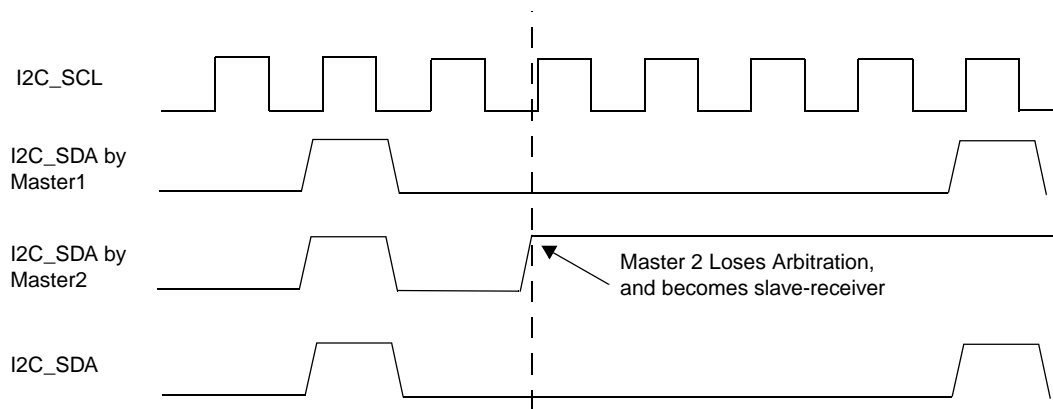 I2C_SCL
I2C_SDA by
Master1
I2C_SDA by
Master2
Master 2 Loses Arbitration,
and becomes slave-receiver
I2C_SDA